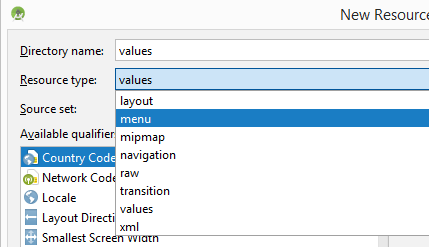 New Resource
Directory name: values
Resource type: values
layout
Source set:
menu
Available qualifie
mipmap
Country Code
navigation
Network Code
raw
Locale
transition
Layout Directi
values
Smallest Screen Width
xml